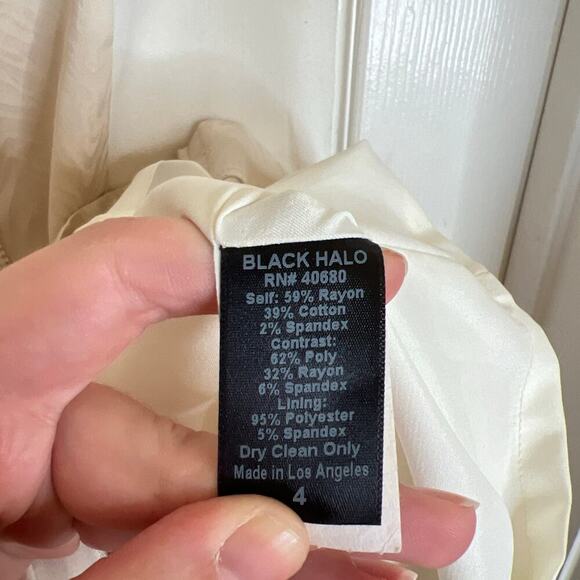 BLACK HALO
RN# 40680
Self: 59% Rayon
39% Cotton
2% Spandex
Contrast:
62% Poly
32% Rayon
6% Spandex
Lining:
95% Polyester
5% Spandex
Dry Clean Only
Made in Los Angeles
4